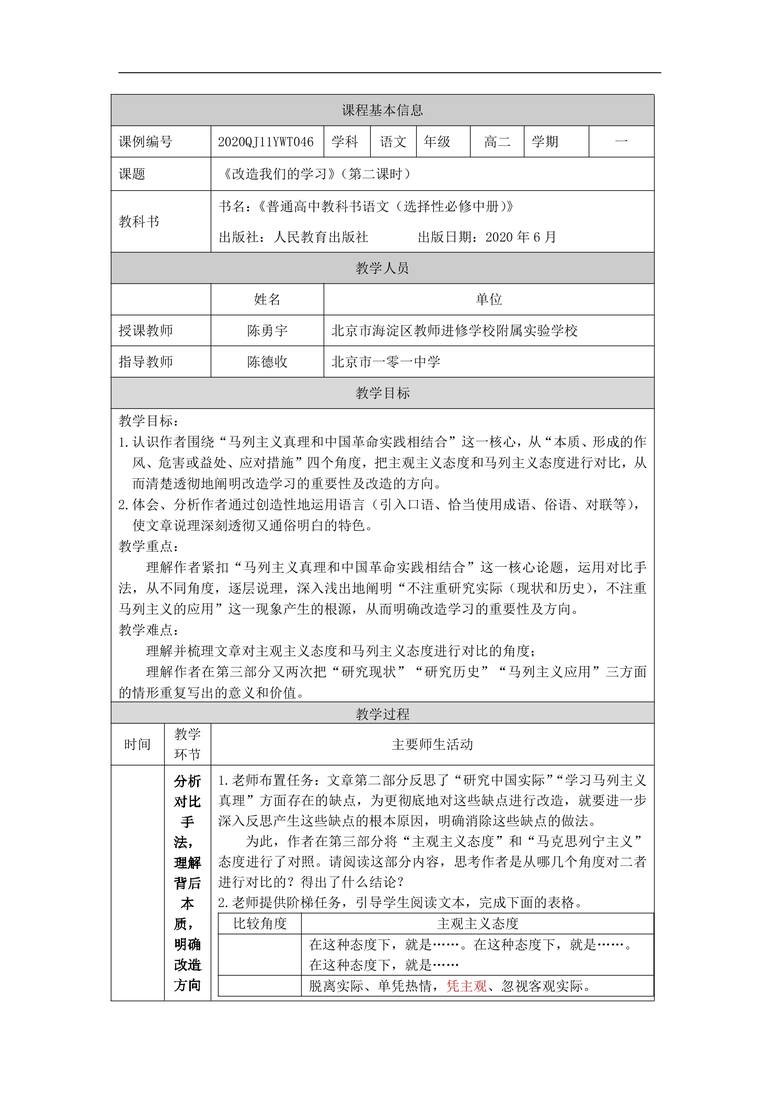 课程基本信息
课例编号 2020QJ11YWT046 学科 语文 年级 高二 学期 一
课题 《改造我们的学习》（第二课时）
教科书 书名：《普通高中教科书语文（选择性必修中册）》
出版社：人民教育出版社 出版日期：2020 年 6 月
教学人员
姓名 单位
授课教师 陈勇宇 北京市海淀区教师进修学校附属实验学校
指导教师 陈德收 北京市一零一中学
教学目标
教学目标：
1.认识作者围绕“马列主义真理和中国革命实践相结合”这一核心，从“本质、形成的作
风、危害或益处、应对措施”四个角度，把主观主义态度和马列主义态度进行对比，从
而清楚透彻地阐明改造学习的重要性及改造的方向。
2.体会、分析作者通过创造性地运用语言（引入口语、恰当使用成语、俗语、对联等），
使文章说理深刻透彻又通俗明白的特色。
教学重点：
理解作者紧扣“马列主义真理和中国革命实践相结合”这一核心论题，运用对比手
法，从不同角度，逐层说理，深入浅出地阐明“不注重研究实际（现状和历史），不注重
马列主义的应用”这一现象产生的根源，从而明确改造学习的重要性及方向。
教学难点：
理解并梳理文章对主观主义态度和马列主义态度进行对比的角度；
理解作者在第三部分又两次把“研究现状”“研究历史”“马列主义应用”三方面
的情形重复写出的意义和价值。
教学过程
时间 教学 主要师生活动
环节
分析
对比
手
法，
理解
背后
本
质，
明确
改造
方向
1.老师布置任务：文章第二部分反思了“研究中国实际”“学习马列主义
真理”方面存在的缺点，为更彻底地对这些缺点进行改造，就要进一步
深入反思产生这些缺点的根本原因，明确消除这些缺点的做法。
为此，作者在第三部分将“主观主义态度”和“马克思列宁主义”
态度进行了对照。请阅读这部分内容，思考作者是从哪几个角度对二者
进行对比的？得出了什么结论？
2.老师提供阶梯任务，引导学生阅读文本，完成下面的表格。
比较角度 主观主义态度
在这种态度下，就是……。在这种态度下，就是……。
在这种态度下，就是……
脱离实际、单凭热情，凭主观、忽视客观实际。